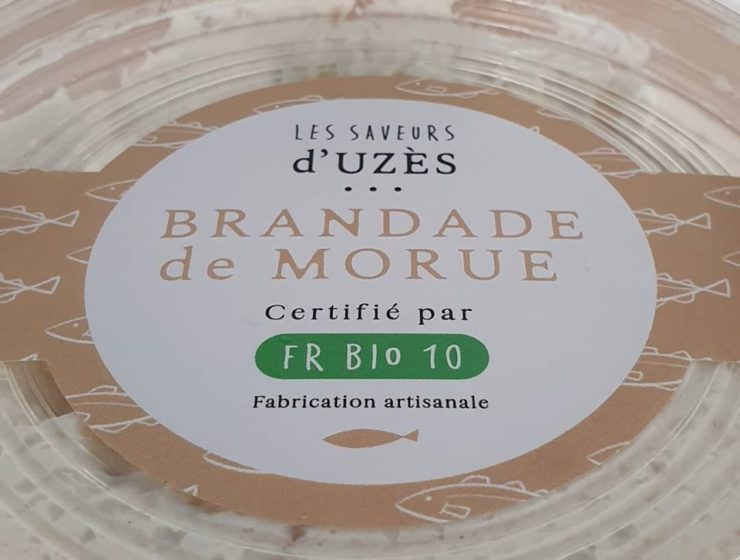 LES SAVEURS
d'UZÈS
• • •
BRANDADE
de MORUE
Certifié par
FR BIO 10
Fabrication artisanale